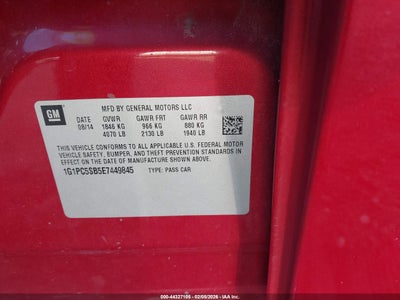 GM
MFD BY GENERAL MOTORS LLC
DATE GVWR GAWR FRT GAWR RR
08/14 1846 KG 966 KG 880 KG
4070 LB 2130 LB 1940 LB
THIS VEHICLE CONFORMS TO ALL APPLICABLE U.S. FEDERAL MOTOR
VEHICLE SAFETY, BUMPER, AND THEFT PREVENTION STANDARDS IN
EFFECT ON THE DATE OF MANUFACTURE SHOWN ABOVE.
1G1PC5SB5E7449845 TYPE: PASS CAR
000-44327105 - 02/09/2026 - IAAI